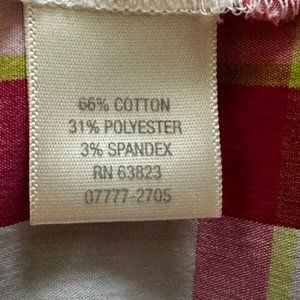 66% COTTON
31% POLYESTER
3% SPANDEX
RN 63823
07777-2705